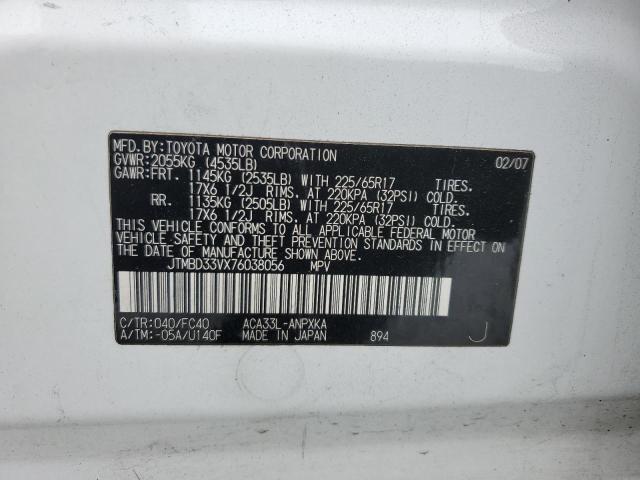 MFD. BY: TOYOTA MOTOR CORPORATION 02/07
GVWR: 2055KG (4535LB)
GAWR: FRT. 1145KG (2535LB) WITH 225/65R17 TIRES.
17X6 1/2J RIMS. AT 220KPA (32PSI) COLD.
RR. 1135KG (2505LB) WITH 225/65R17 TIRES.
17X6 1/2J RIMS. AT 220KPA (32PSI) COLD.
THIS VEHICLE CONFORMS TO ALL APPLICABLE FEDERAL MOTOR
VEHICLE SAFETY AND THEFT PREVENTION STANDARDS IN EFFECT ON
THE DATE OF MANUFACTURE SHOWN ABOVE.
JTMBD33VX76038056 MPV
C/TR: 040/FC40 ACA33L-ANPXKA
A/TM: -05A/U140F MADE IN JAPAN 894 J